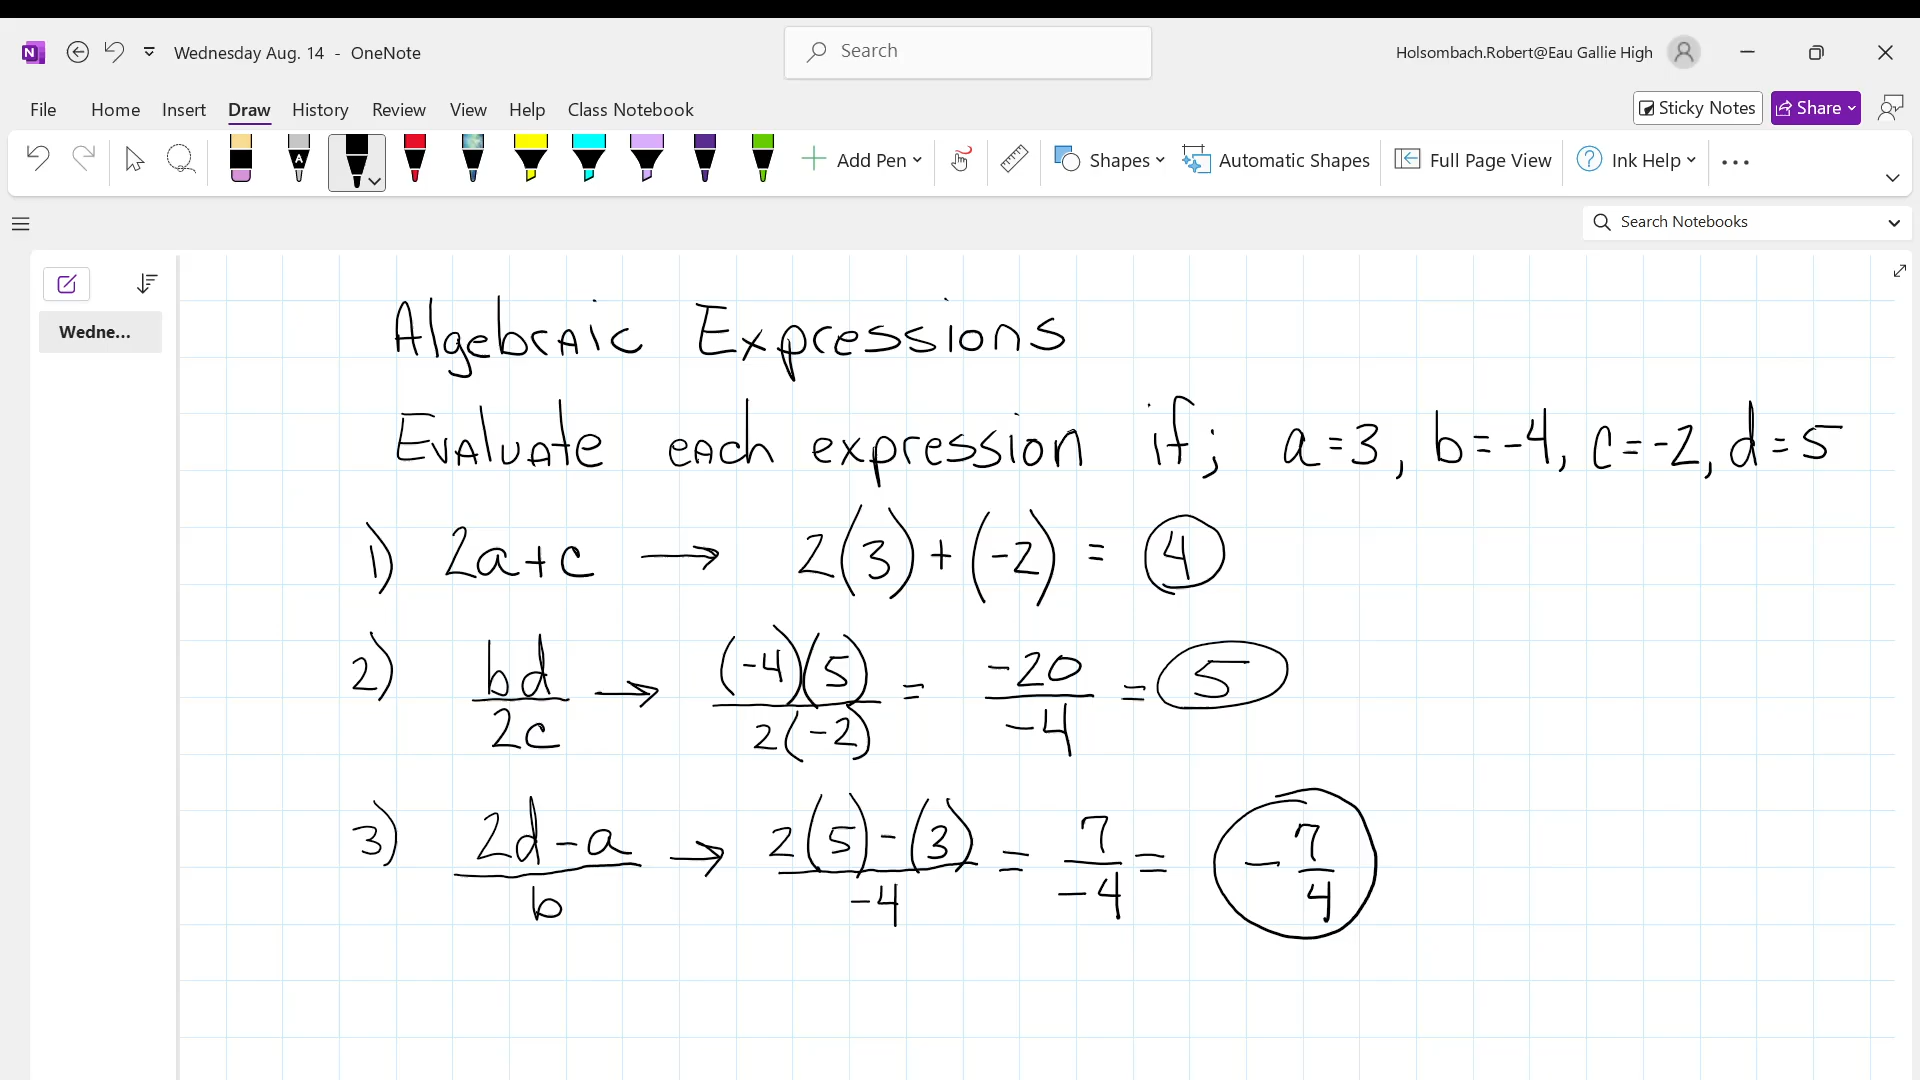 Wednesday Aug. 14 - OneNote
Search
Holsombach.Robert@Eau Gallie High
File Home Insert Draw History Review View Help Class Notebook
Sticky Notes Share
Add Pen Shapes Automatic Shapes Full Page View Ink Help
Search Notebooks
Wedne...
Algebraic Expressions
Evaluate each expression if; a=3, b=-4, c=-2, d=5
1) 2a+c → 2(3)+(-2) = 4
2) bd/2c → (-4)(5)/2(-2) = -20/-4 = 5
3) 2d-a/b → 2(5)-(3)/-4 = 7/-4 = -7/4